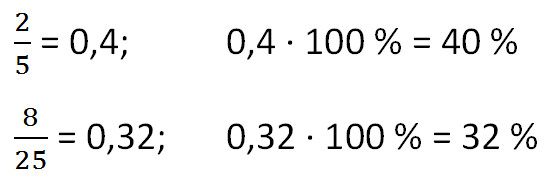 2/5 = 0,4; 0,4 · 100 % = 40 %
8/25 = 0,32; 0,32 · 100 % = 32 %